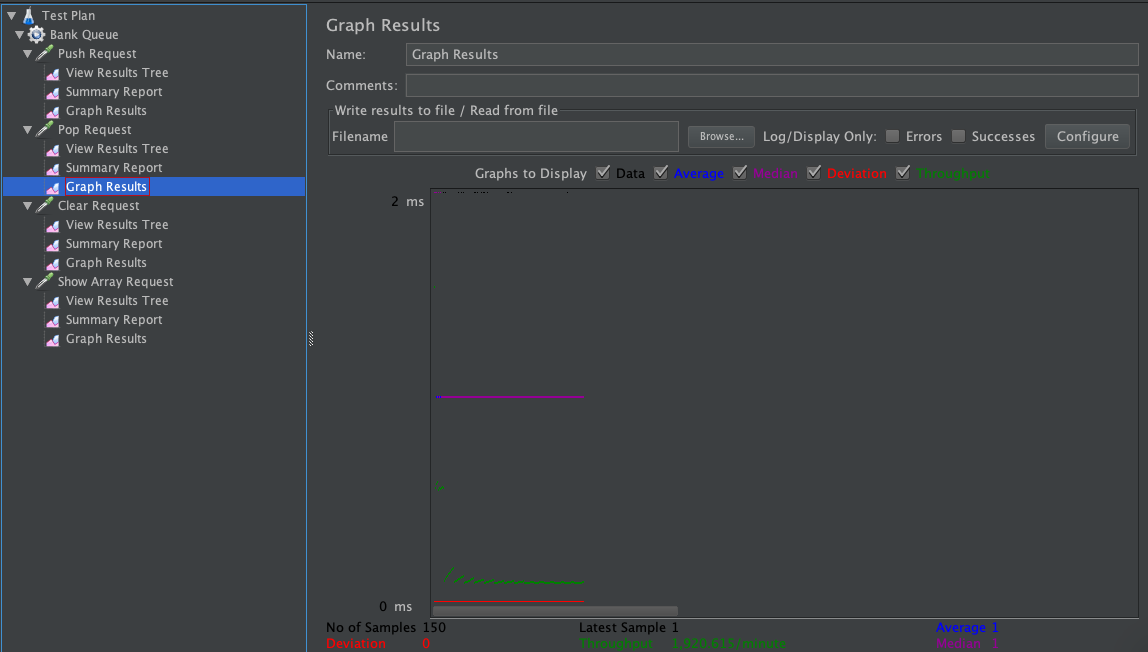 Test Plan
Bank Queue
Push Request
View Results Tree
Summary Report
Graph Results
Pop Request
View Results Tree
Summary Report
Graph Results
Clear Request
View Results Tree
Summary Report
Graph Results
Show Array Request
View Results Tree
Summary Report
Graph Results
Graph Results
Name: Graph Results
Comments:
Write results to file / Read from file
Filename Browse... Log/Display Only: Errors Successes Configure
Graphs to Display Data Average Median Deviation Throughput
2 ms
0 ms
No of Samples 150 Latest Sample 1 Average 1
Deviation 0 Throughput 1,920.615/minute Median